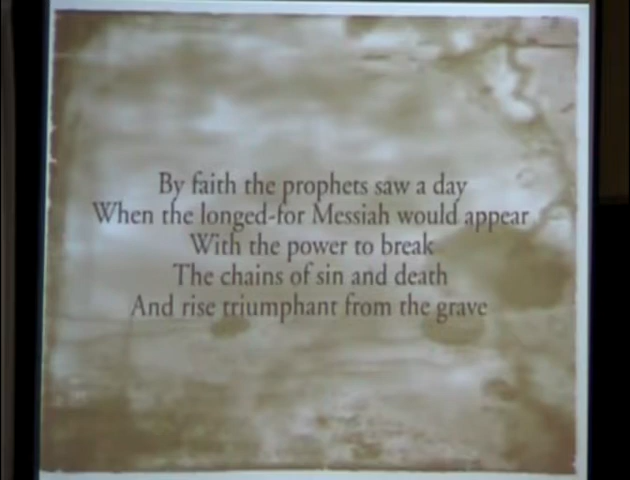 By faith the prophets saw a day
When the longed-for Messiah would appear
With the power to break
The chains of sin and death
And rise triumphant from the grave